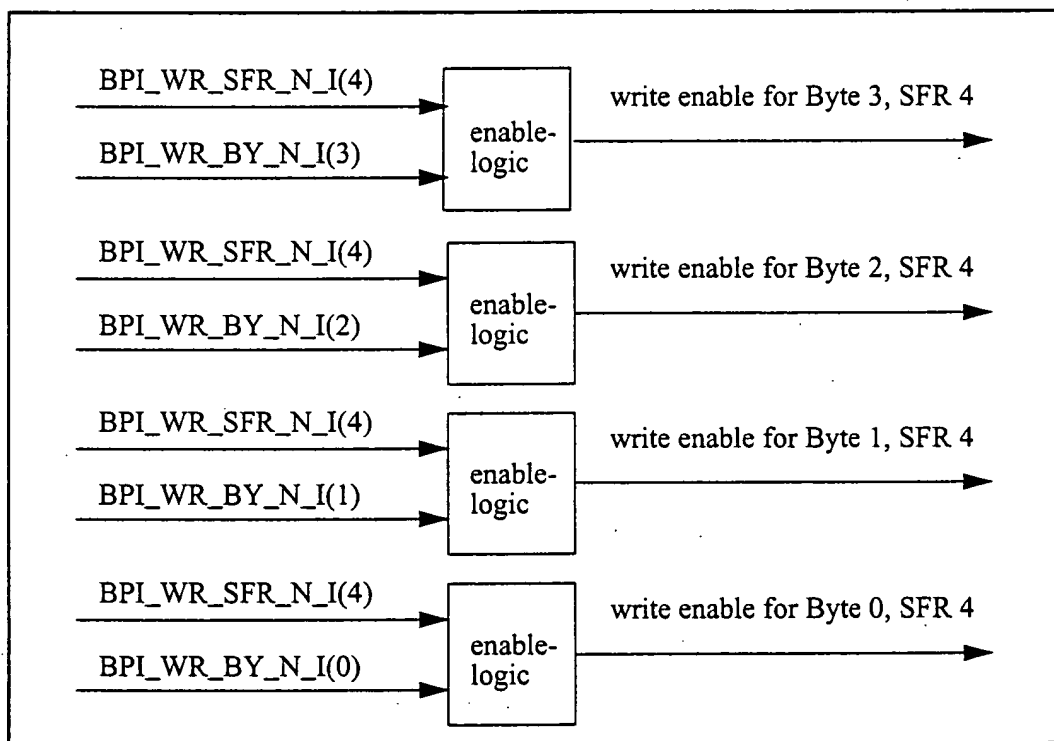 BPI_WR_SFR_N_I(4)
write enable for Byte 3, SFR 4
enable-
logic
BPI_WR_BY_N_I(3)
BPI_WR_SFR_N_I(4)
write enable for Byte 2, SFR 4
enable-
logic
BPI_WR_BY_N_I(2)
BPI_WR_SFR_N_I(4)
write enable for Byte 1, SFR 4
enable-
logic
BPI_WR_BY_N_I(1)
BPI_WR_SFR_N_I(4)
write enable for Byte 0, SFR 4
enable-
logic
BPI_WR_BY_N_I(0)